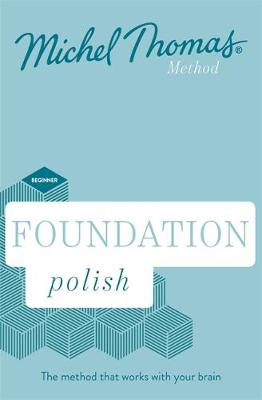 Michel Thomas®
Method
BEGINNER
FOUNDATION
polish
The method that works with your brain